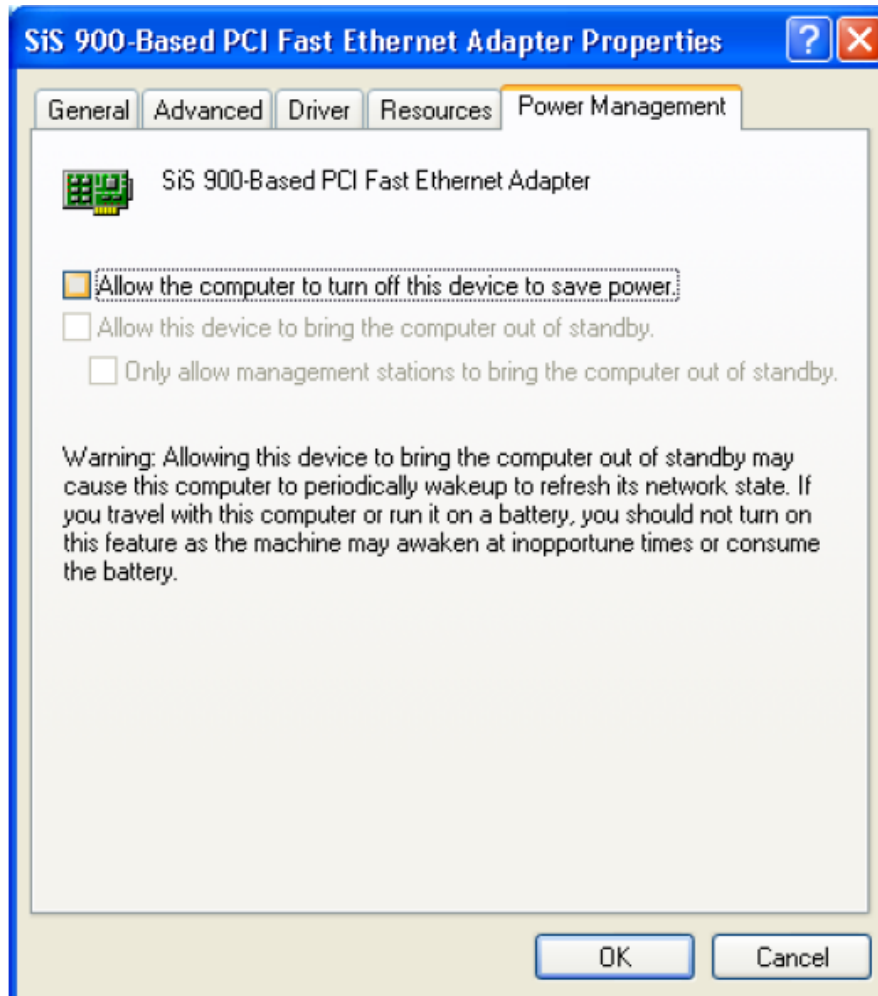 SiS 900-Based PCI Fast Ethernet Adapter Properties
General Advanced Driver Resources Power Management
SiS 900-Based PCI Fast Ethernet Adapter
Allow the computer to turn off this device to save power.
Allow this device to bring the computer out of standby.
Only allow management stations to bring the computer out of standby.
Warning: Allowing this device to bring the computer out of standby may
cause this computer to periodically wakeup to refresh its network state. If
you travel with this computer or run it on a battery, you should not turn on
this feature as the machine may awaken at inopportune times or consume
the battery.
OK Cancel